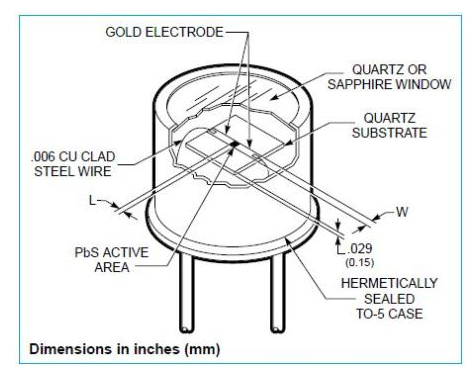 GOLD ELECTRODE
QUARTZ OR
SAPPHIRE WINDOW
QUARTZ
SUBSTRATE
.006 CU CLAD
STEEL WIRE
L
W
.029
(0.15)
PbS ACTIVE
AREA
HERMETICALLY
SEALED
TO-5 CASE
Dimensions in inches (mm)